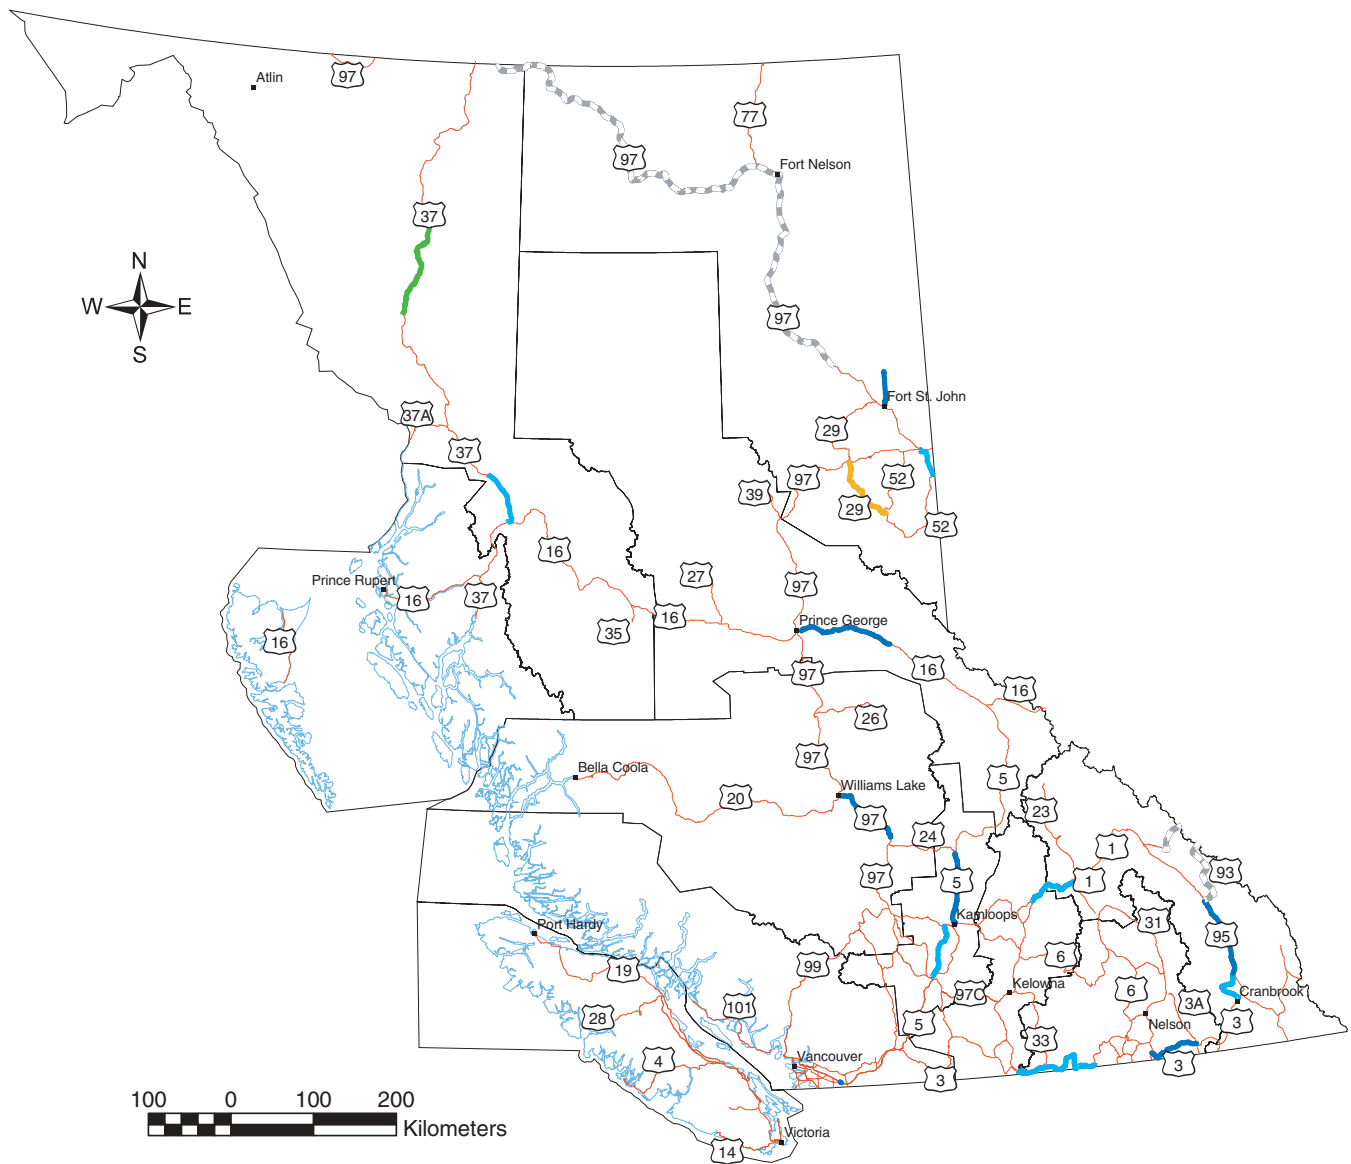 Atlin
97
77
97
Fort Nelson
37
N
W E
S
97
Fort St. John
37A
29
37
97
52
39
29
52
16
27
97
Prince Rupert
16
37
16
35
Prince George
16
97
16
16
26
97
Bella Coola
5
Williams Lake
20
23
97
24
1
97
5
1
93
Kamloops
31
Port Hardy
95
99
6
19
Kelowna
97C
6
Cranbrook
101
3A
28
5
Nelson
3
33
Vancouver
4
3
3
100 0 100 200
Kilometers
Victoria
14